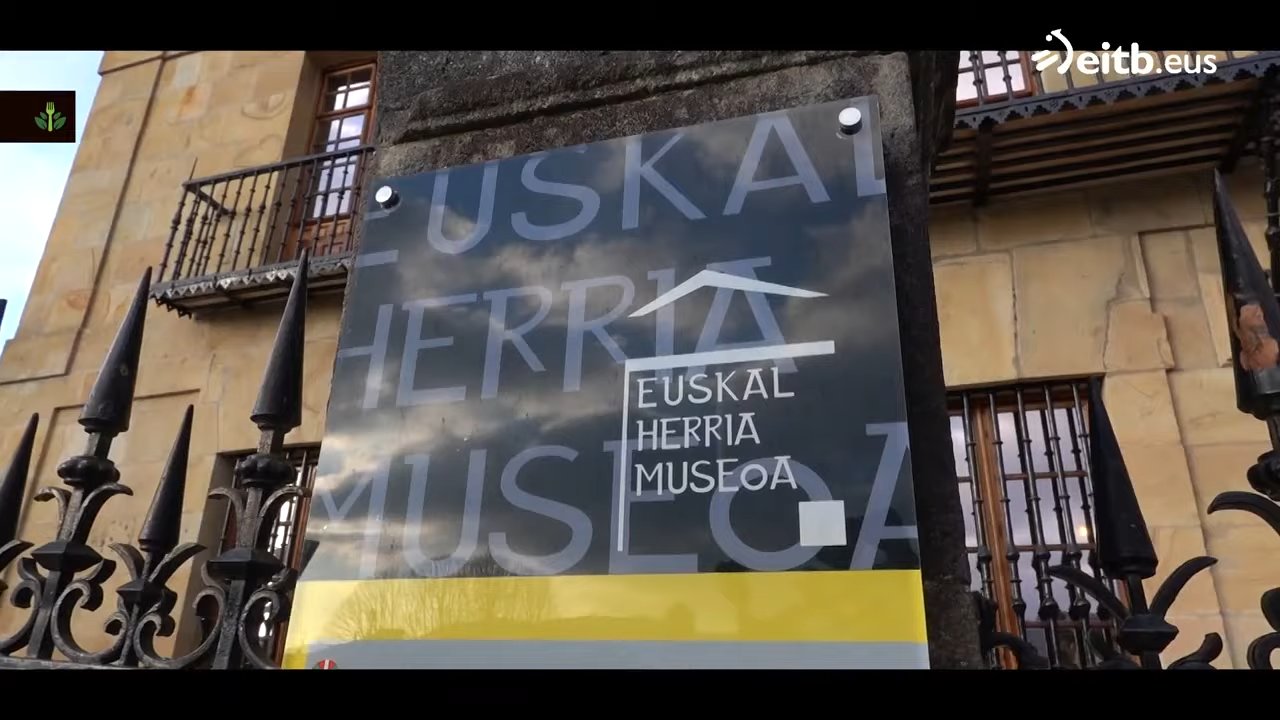 eitb.eus
EUSKAL
HERRIA
MUSEOA
EUSKAL
HERRIA
MUSEOA